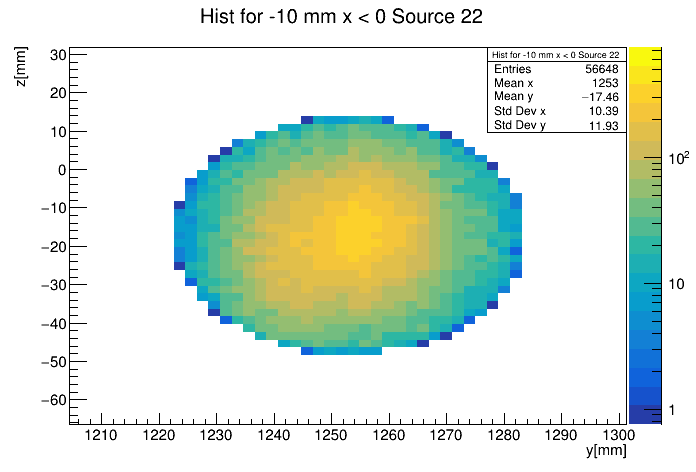 Hist for -10 mm x < 0 Source 22
z[mm]
Hist for -10 mm x < 0 Source 22
Entries 56648
Mean x 1253
Mean y −17.46
Std Dev x 10.39
Std Dev y 11.93
30
20
10
0
−10
−20
−30
−40
−50
−60
10²
10
1
1210 1220 1230 1240 1250 1260 1270 1280 1290 1300
y[mm]